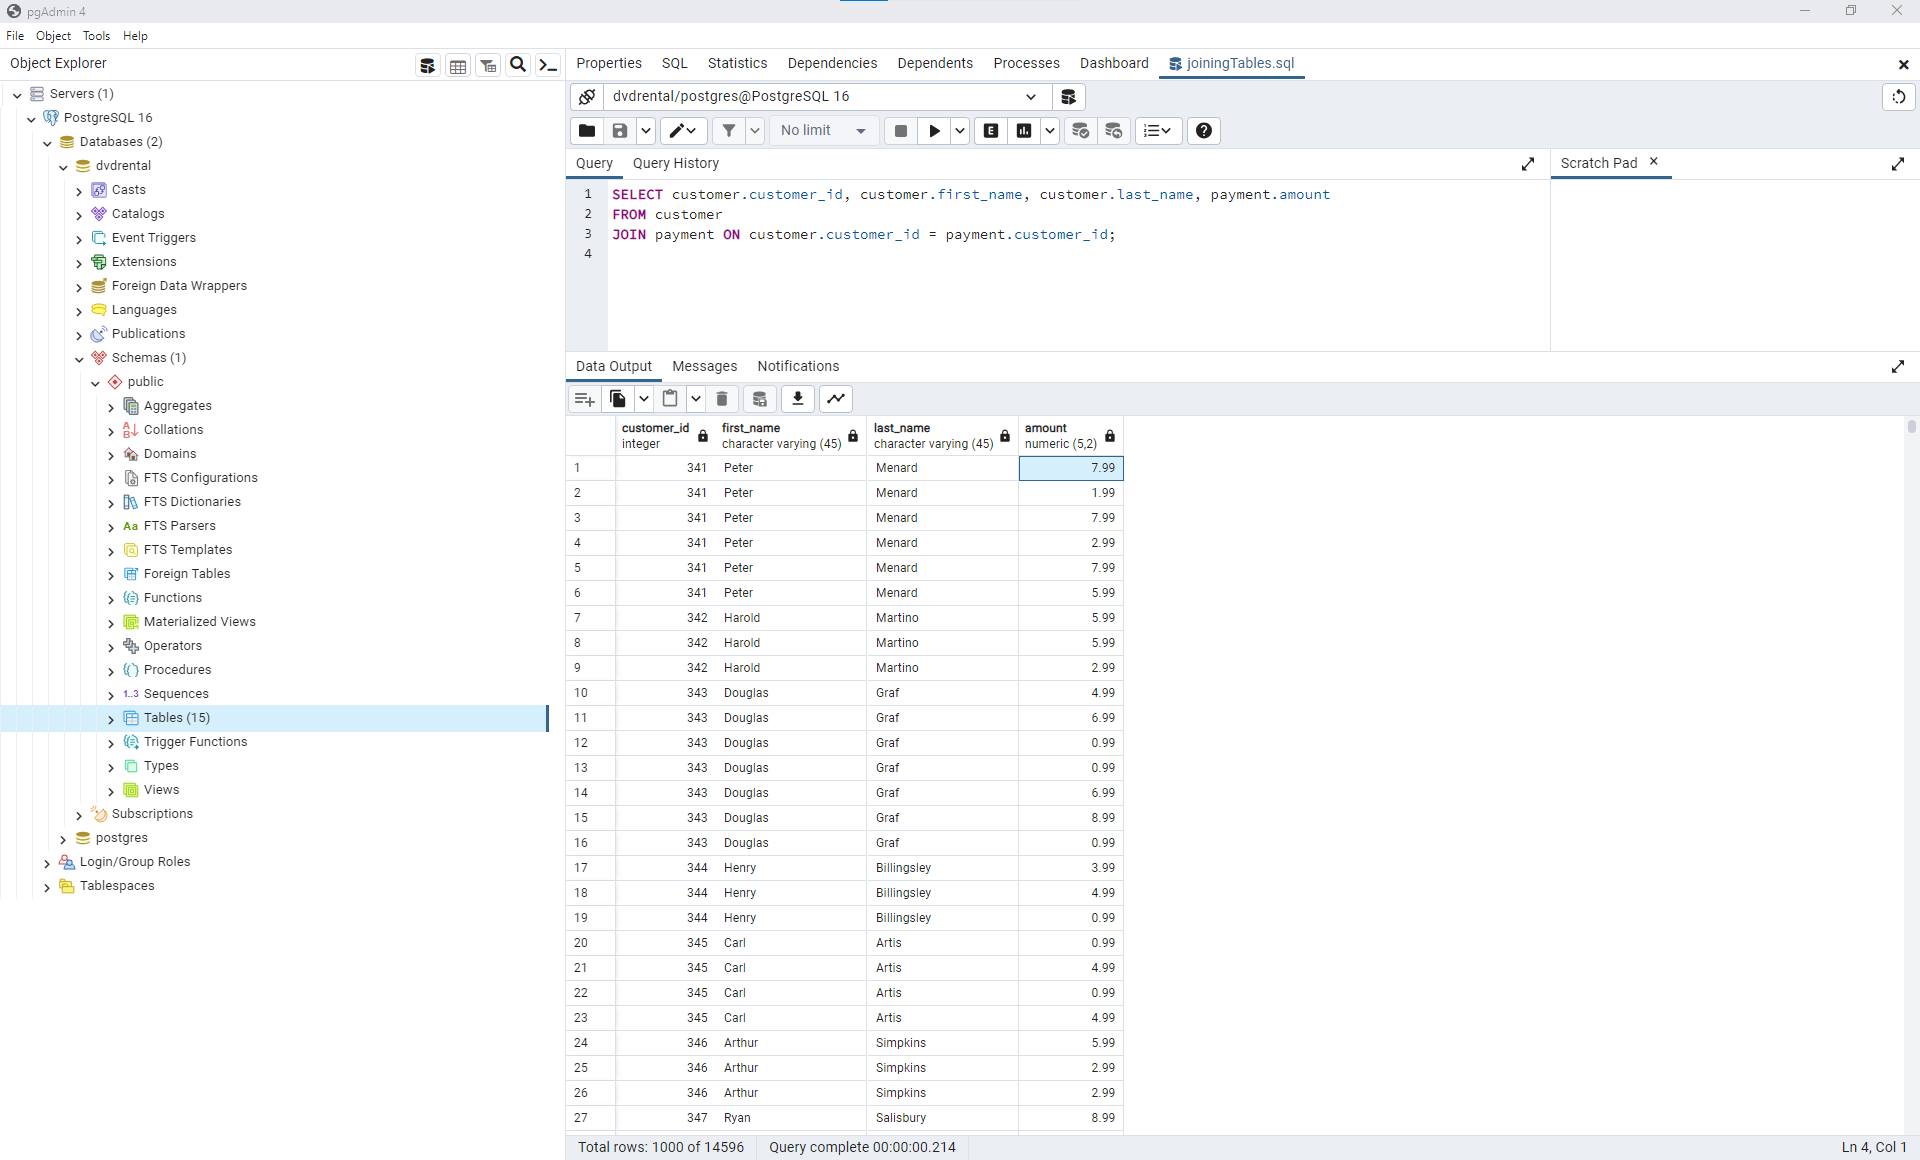 pgAdmin 4
File Object Tools Help
Object Explorer
Servers (1)
PostgreSQL 16
Databases (2)
dvdrental
Casts
Catalogs
Event Triggers
Extensions
Foreign Data Wrappers
Languages
Publications
Schemas (1)
public
Aggregates
Collations
Domains
FTS Configurations
FTS Dictionaries
Aa FTS Parsers
FTS Templates
Foreign Tables
Functions
Materialized Views
Operators
Procedures
1..3 Sequences
Tables (15)
Trigger Functions
Types
Views
Subscriptions
postgres
Login/Group Roles
Tablespaces
Properties SQL Statistics Dependencies Dependents Processes Dashboard joiningTables.sql
dvdrental/postgres@PostgreSQL 16
No limit E
Query Query History
Scratch Pad
1 SELECT customer.customer_id, customer.first_name, customer.last_name, payment.amount
2 FROM customer
3 JOIN payment ON customer.customer_id = payment.customer_id;
4
Data Output Messages Notifications
customer_id first_name last_name amount
integer character varying (45) character varying (45) numeric (5,2)
1 341 Peter Menard 7.99
2 341 Peter Menard 1.99
3 341 Peter Menard 7.99
4 341 Peter Menard 2.99
5 341 Peter Menard 7.99
6 341 Peter Menard 5.99
7 342 Harold Martino 5.99
8 342 Harold Martino 5.99
9 342 Harold Martino 2.99
10 343 Douglas Graf 4.99
11 343 Douglas Graf 6.99
12 343 Douglas Graf 0.99
13 343 Douglas Graf 0.99
14 343 Douglas Graf 6.99
15 343 Douglas Graf 8.99
16 343 Douglas Graf 0.99
17 344 Henry Billingsley 3.99
18 344 Henry Billingsley 4.99
19 344 Henry Billingsley 0.99
20 345 Carl Artis 0.99
21 345 Carl Artis 4.99
22 345 Carl Artis 0.99
23 345 Carl Artis 4.99
24 346 Arthur Simpkins 5.99
25 346 Arthur Simpkins 2.99
26 346 Arthur Simpkins 2.99
27 347 Ryan Salisbury 8.99
Total rows: 1000 of 14596 Query complete 00:00:00.214 Ln 4, Col 1